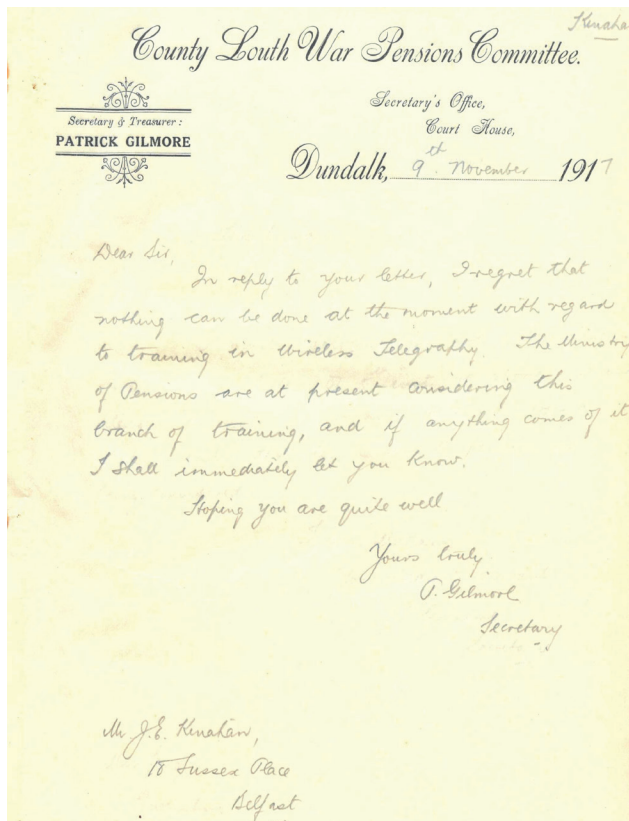 Kinaha
County Louth War Pensions Committee.
Secretary & Treasurer:
PATRICK GILMORE
Secretary's Office,
Court House,
Dundalk, 9th November 1917
Dear Sir,
In reply to your letter, I regret that
nothing can be done at the moment with regard
to training in Wireless Telegraphy. The Ministry
of Pensions are at present considering this
branch of training, and if anything comes of it
I shall immediately let you know.
Hoping you are quite well
Yours truly
P. Gilmore
Secretary
Mr J.E. Kinahan,
18 Sussex Place
Belfast